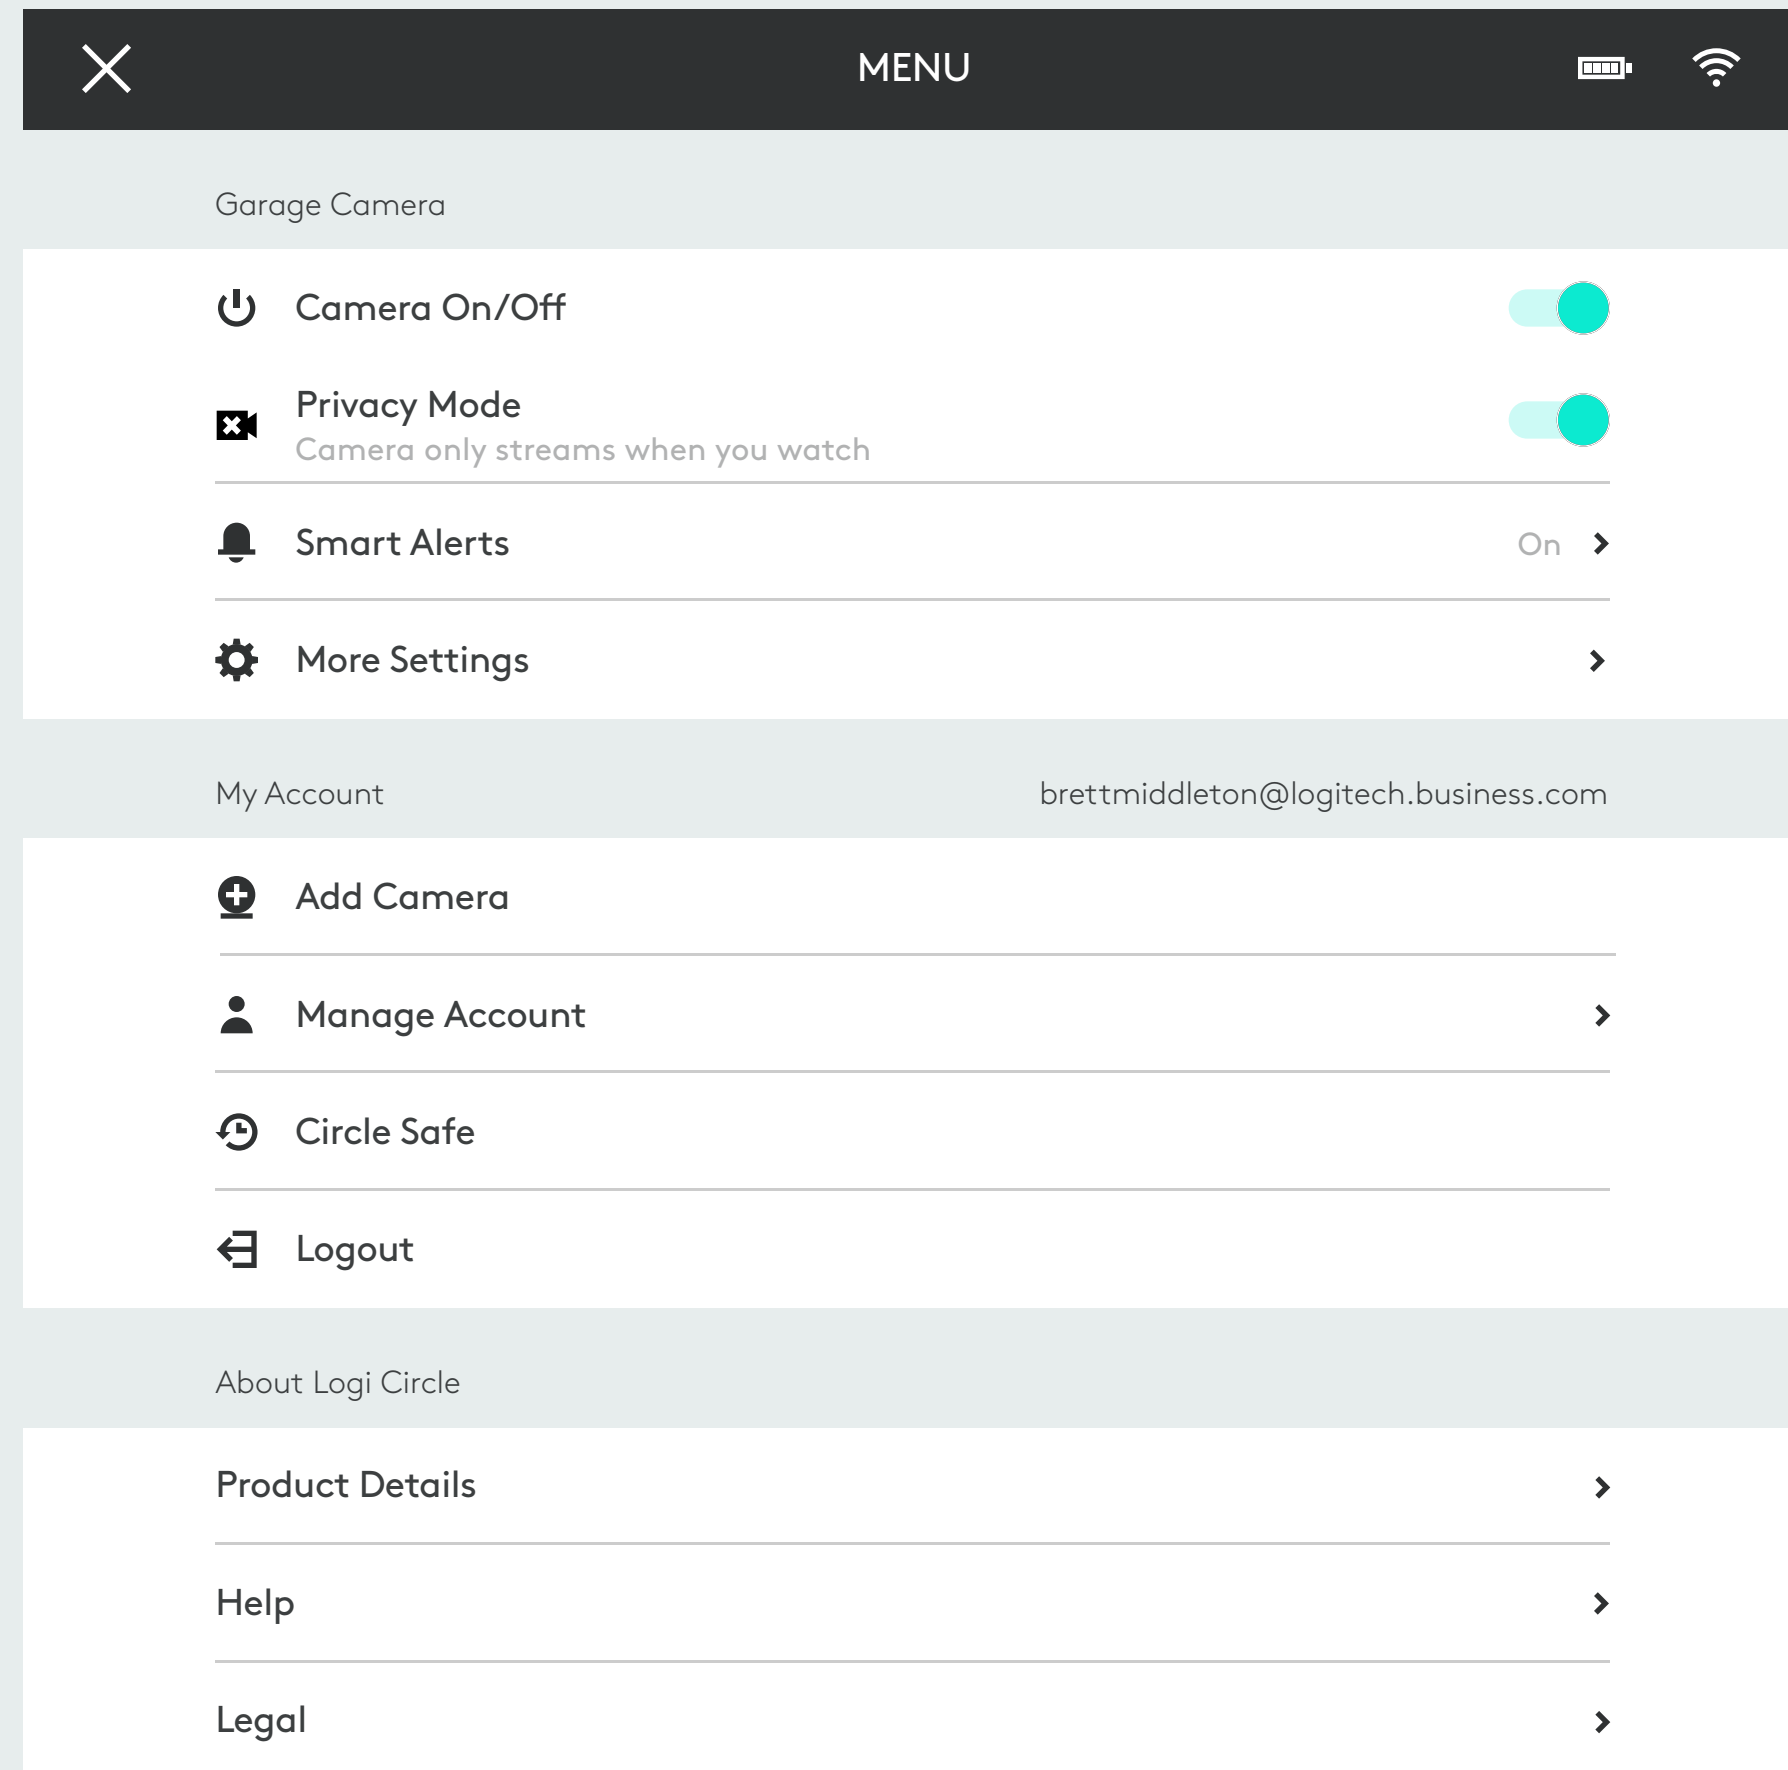 MENU
Garage Camera
Camera On/Off
Privacy Mode
Camera only streams when you watch
Smart Alerts On
More Settings
My Account brettmiddleton@logitech.business.com
Add Camera
Manage Account
Circle Safe
Logout
About Logi Circle
Product Details
Help
Legal